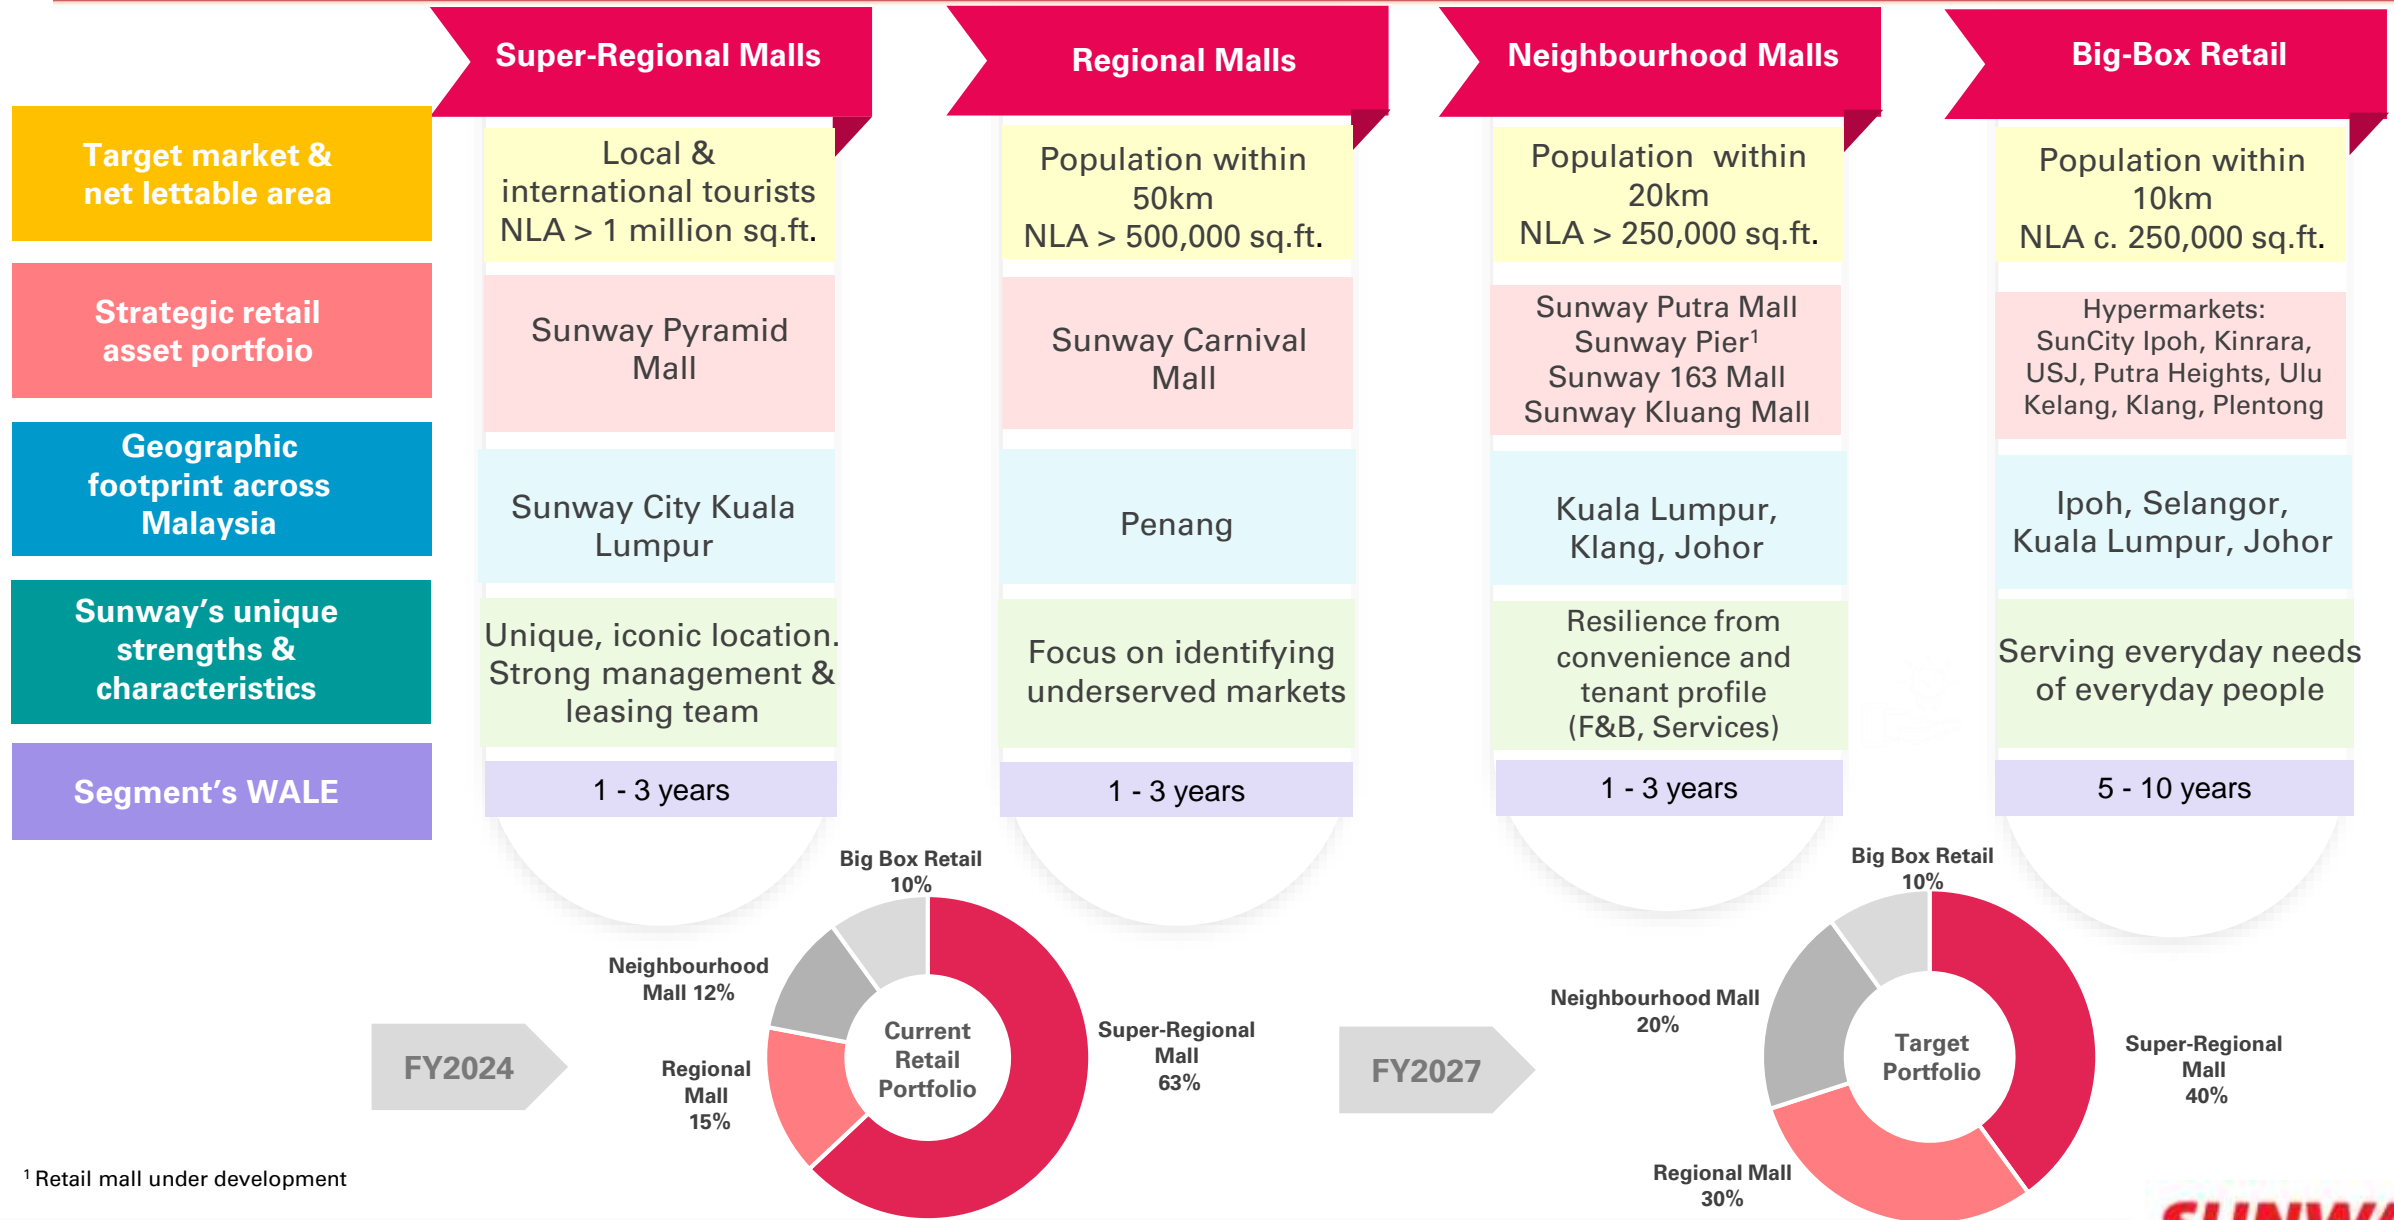 Super-Regional Malls
Regional Malls
Neighbourhood Malls
Big-Box Retail
Target market &
net lettable area
Local &
international tourists
NLA > 1 million sq.ft.
Population within
50km
NLA > 500,000 sq.ft.
Population within
20km
NLA > 250,000 sq.ft.
Population within
10km
NLA c. 250,000 sq.ft.
Strategic retail
asset portfoio
Sunway Pyramid
Mall
Sunway Carnival
Mall
Sunway Putra Mall
Sunway Pier¹
Sunway 163 Mall
Sunway Kluang Mall
Hypermarkets:
SunCity Ipoh, Kinrara,
USJ, Putra Heights, Ulu
Kelang, Klang, Plentong
Geographic
footprint across
Malaysia
Sunway City Kuala
Lumpur
Penang
Kuala Lumpur,
Klang, Johor
Ipoh, Selangor,
Kuala Lumpur, Johor
Sunway’s unique
strengths &
characteristics
Unique, iconic location.
Strong management &
leasing team
Focus on identifying
underserved markets
Resilience from
convenience and
tenant profile
(F&B, Services)
Serving everyday needs
of everyday people
Segment’s WALE
1 - 3 years
1 - 3 years
1 - 3 years
5 - 10 years
FY2024
Big Box Retail
10%
Neighbourhood
Mall 12%
Regional
Mall
15%
Current
Retail
Portfolio
Super-Regional
Mall
63%
FY2027
Big Box Retail
10%
Neighbourhood Mall
20%
Target
Portfolio
Super-Regional
Mall
40%
Regional Mall
30%
¹ Retail mall under development